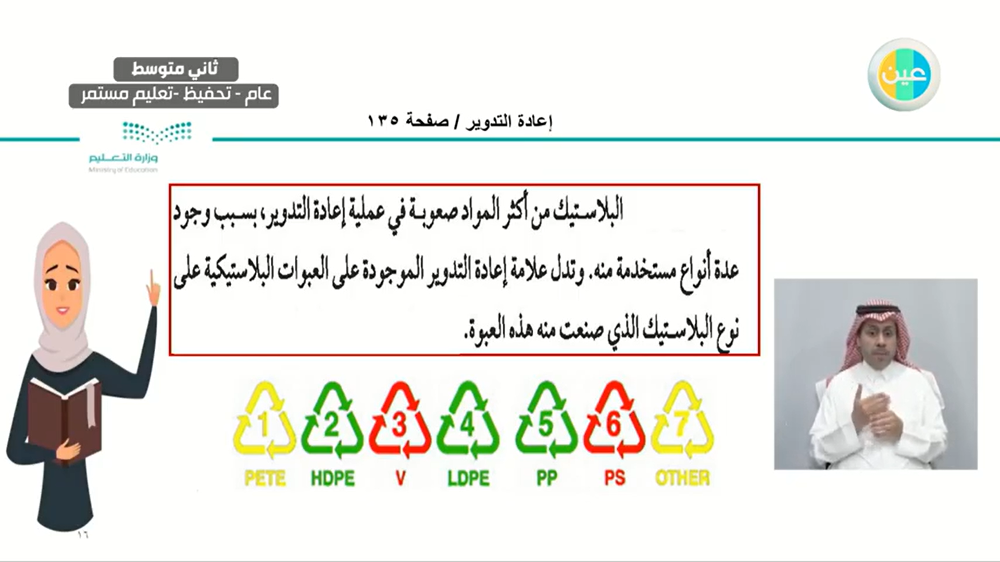 ثاني متوسط
عام - تحفيظ -تعليم مستمر
عين
إعادة التدوير / صفحة ١٣٥
وزارة التعليم
Ministry of Education
البلاستيك من أكثر المواد صعوبة في عملية إعادة التدوير، بسبب وجود
عدة أنواع مستخدمة منه. وتدل علامة إعادة التدوير الموجودة على العبوات البلاستيكية على
نوع البلاستيك الذي صنعت منه هذه العبوة.
1 2 3 4 5 6 7
PETE HDPE V LDPE PP PS OTHER
١٦